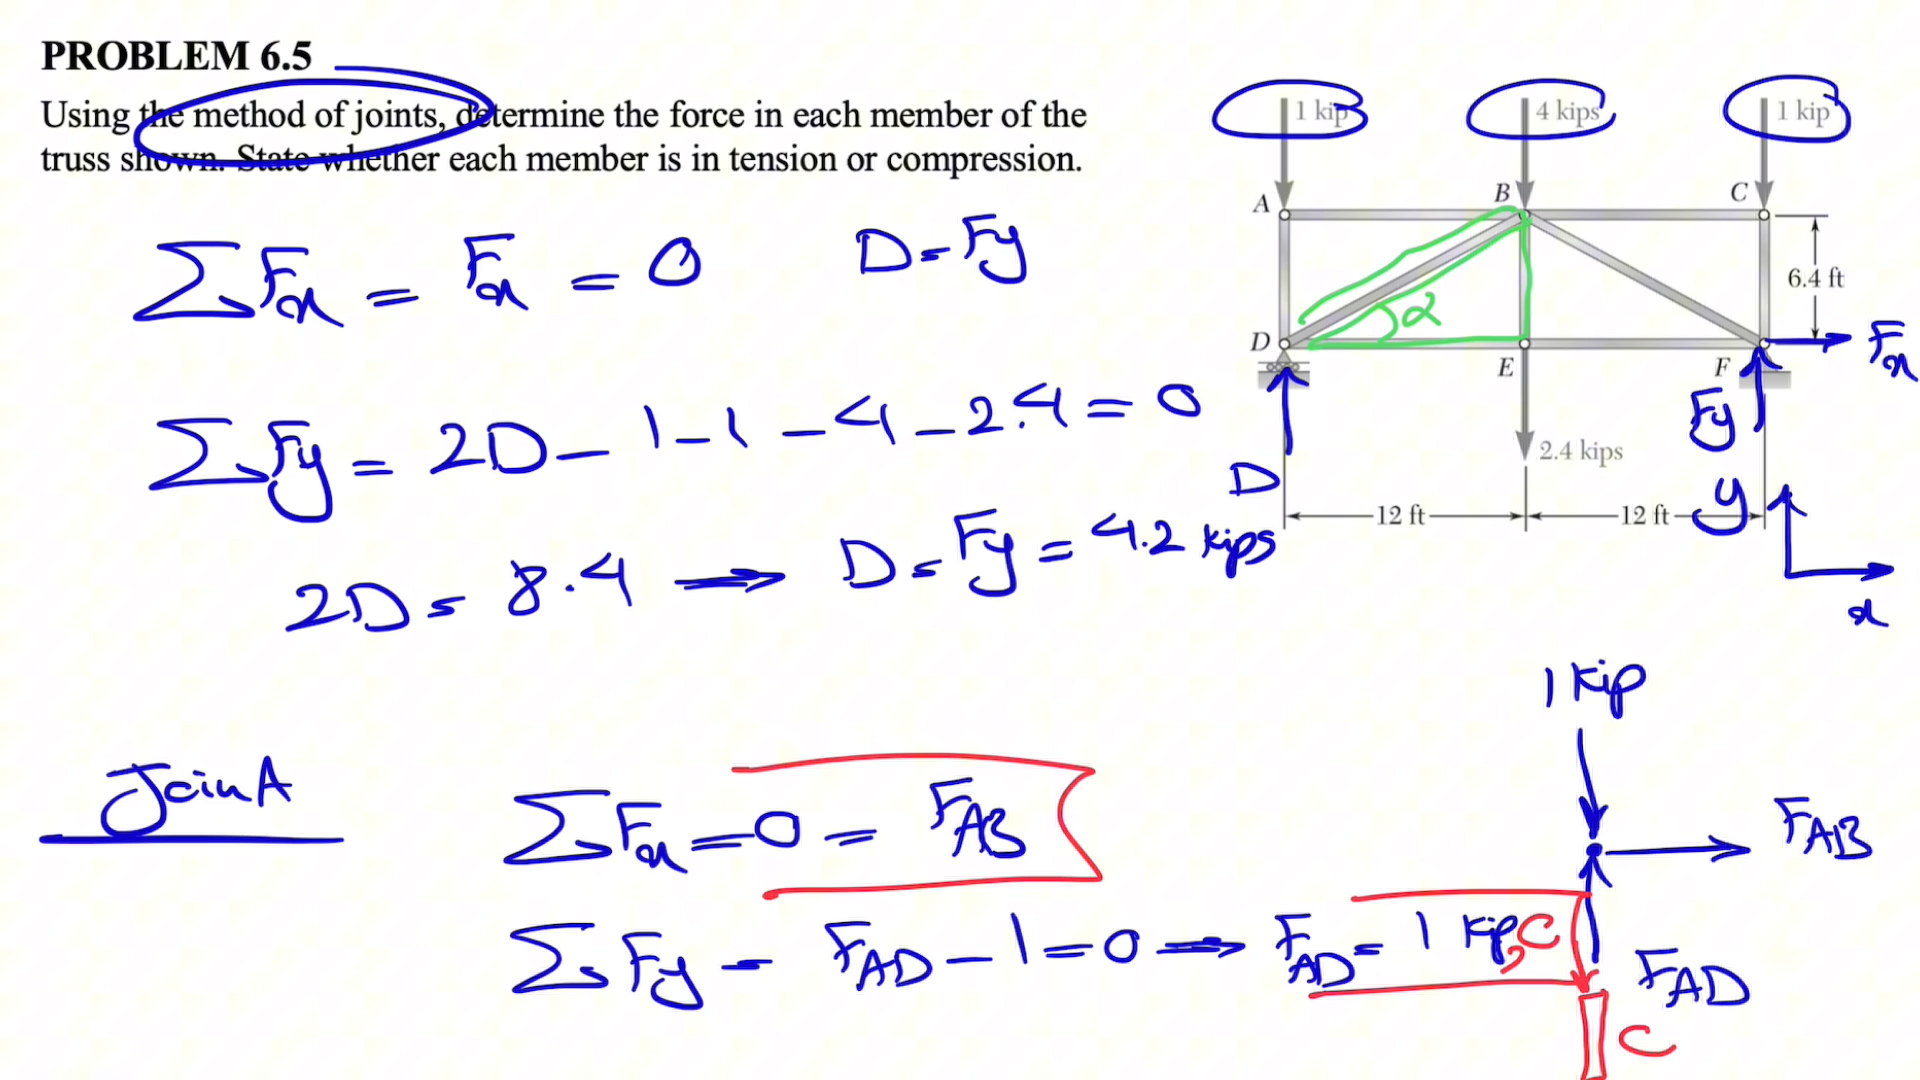 PROBLEM 6.5
Using the method of joints, determine the force in each member of the
truss shown. State whether each member is in tension or compression.
1 kip
4 kips
1 kip
A
B
C
6.4 ft
D
E
F
2.4 kips
12 ft
12 ft
Fx
Fy
D
y
x
α
ΣFx = Fx = 0
D = Fy
ΣFy = 2D - 1 - 1 - 4 - 2.4 = 0
2D = 8.4 → D = Fy = 4.2 kips
1 kip
Join A
ΣFx = 0 = FAB
FAB
ΣFy - FAD - 1 = 0 → FAD = 1 kip, C
FAD
C